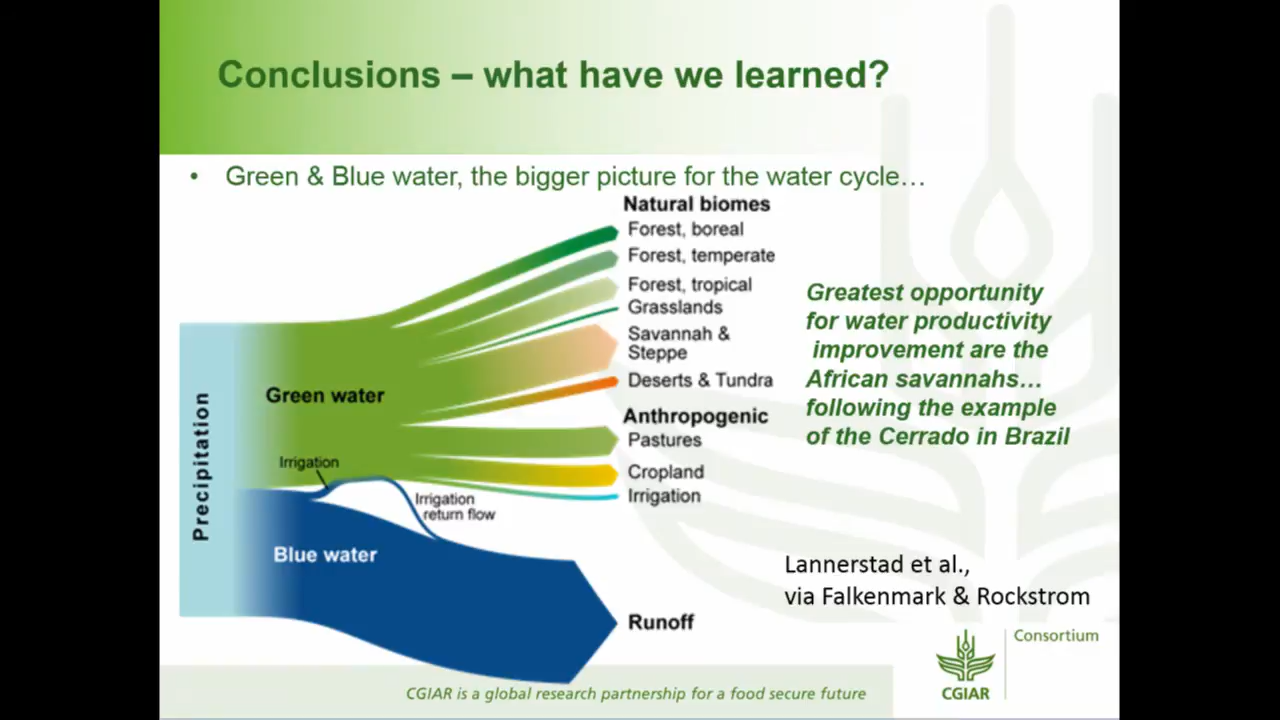 Conclusions – what have we learned?
• Green & Blue water, the bigger picture for the water cycle…
Natural biomes
Forest, boreal
Forest, temperate
Forest, tropical
Grasslands
Savannah &
Steppe
Deserts & Tundra
Anthropogenic
Pastures
Cropland
Irrigation
Runoff
Precipitation
Green water
Irrigation
Irrigation
return flow
Blue water
Greatest opportunity
for water productivity
improvement are the
African savannahs…
following the example
of the Cerrado in Brazil
Lannerstad et al.,
via Falkenmark & Rockstrom
CGIAR is a global research partnership for a food secure future
CGIAR
Consortium